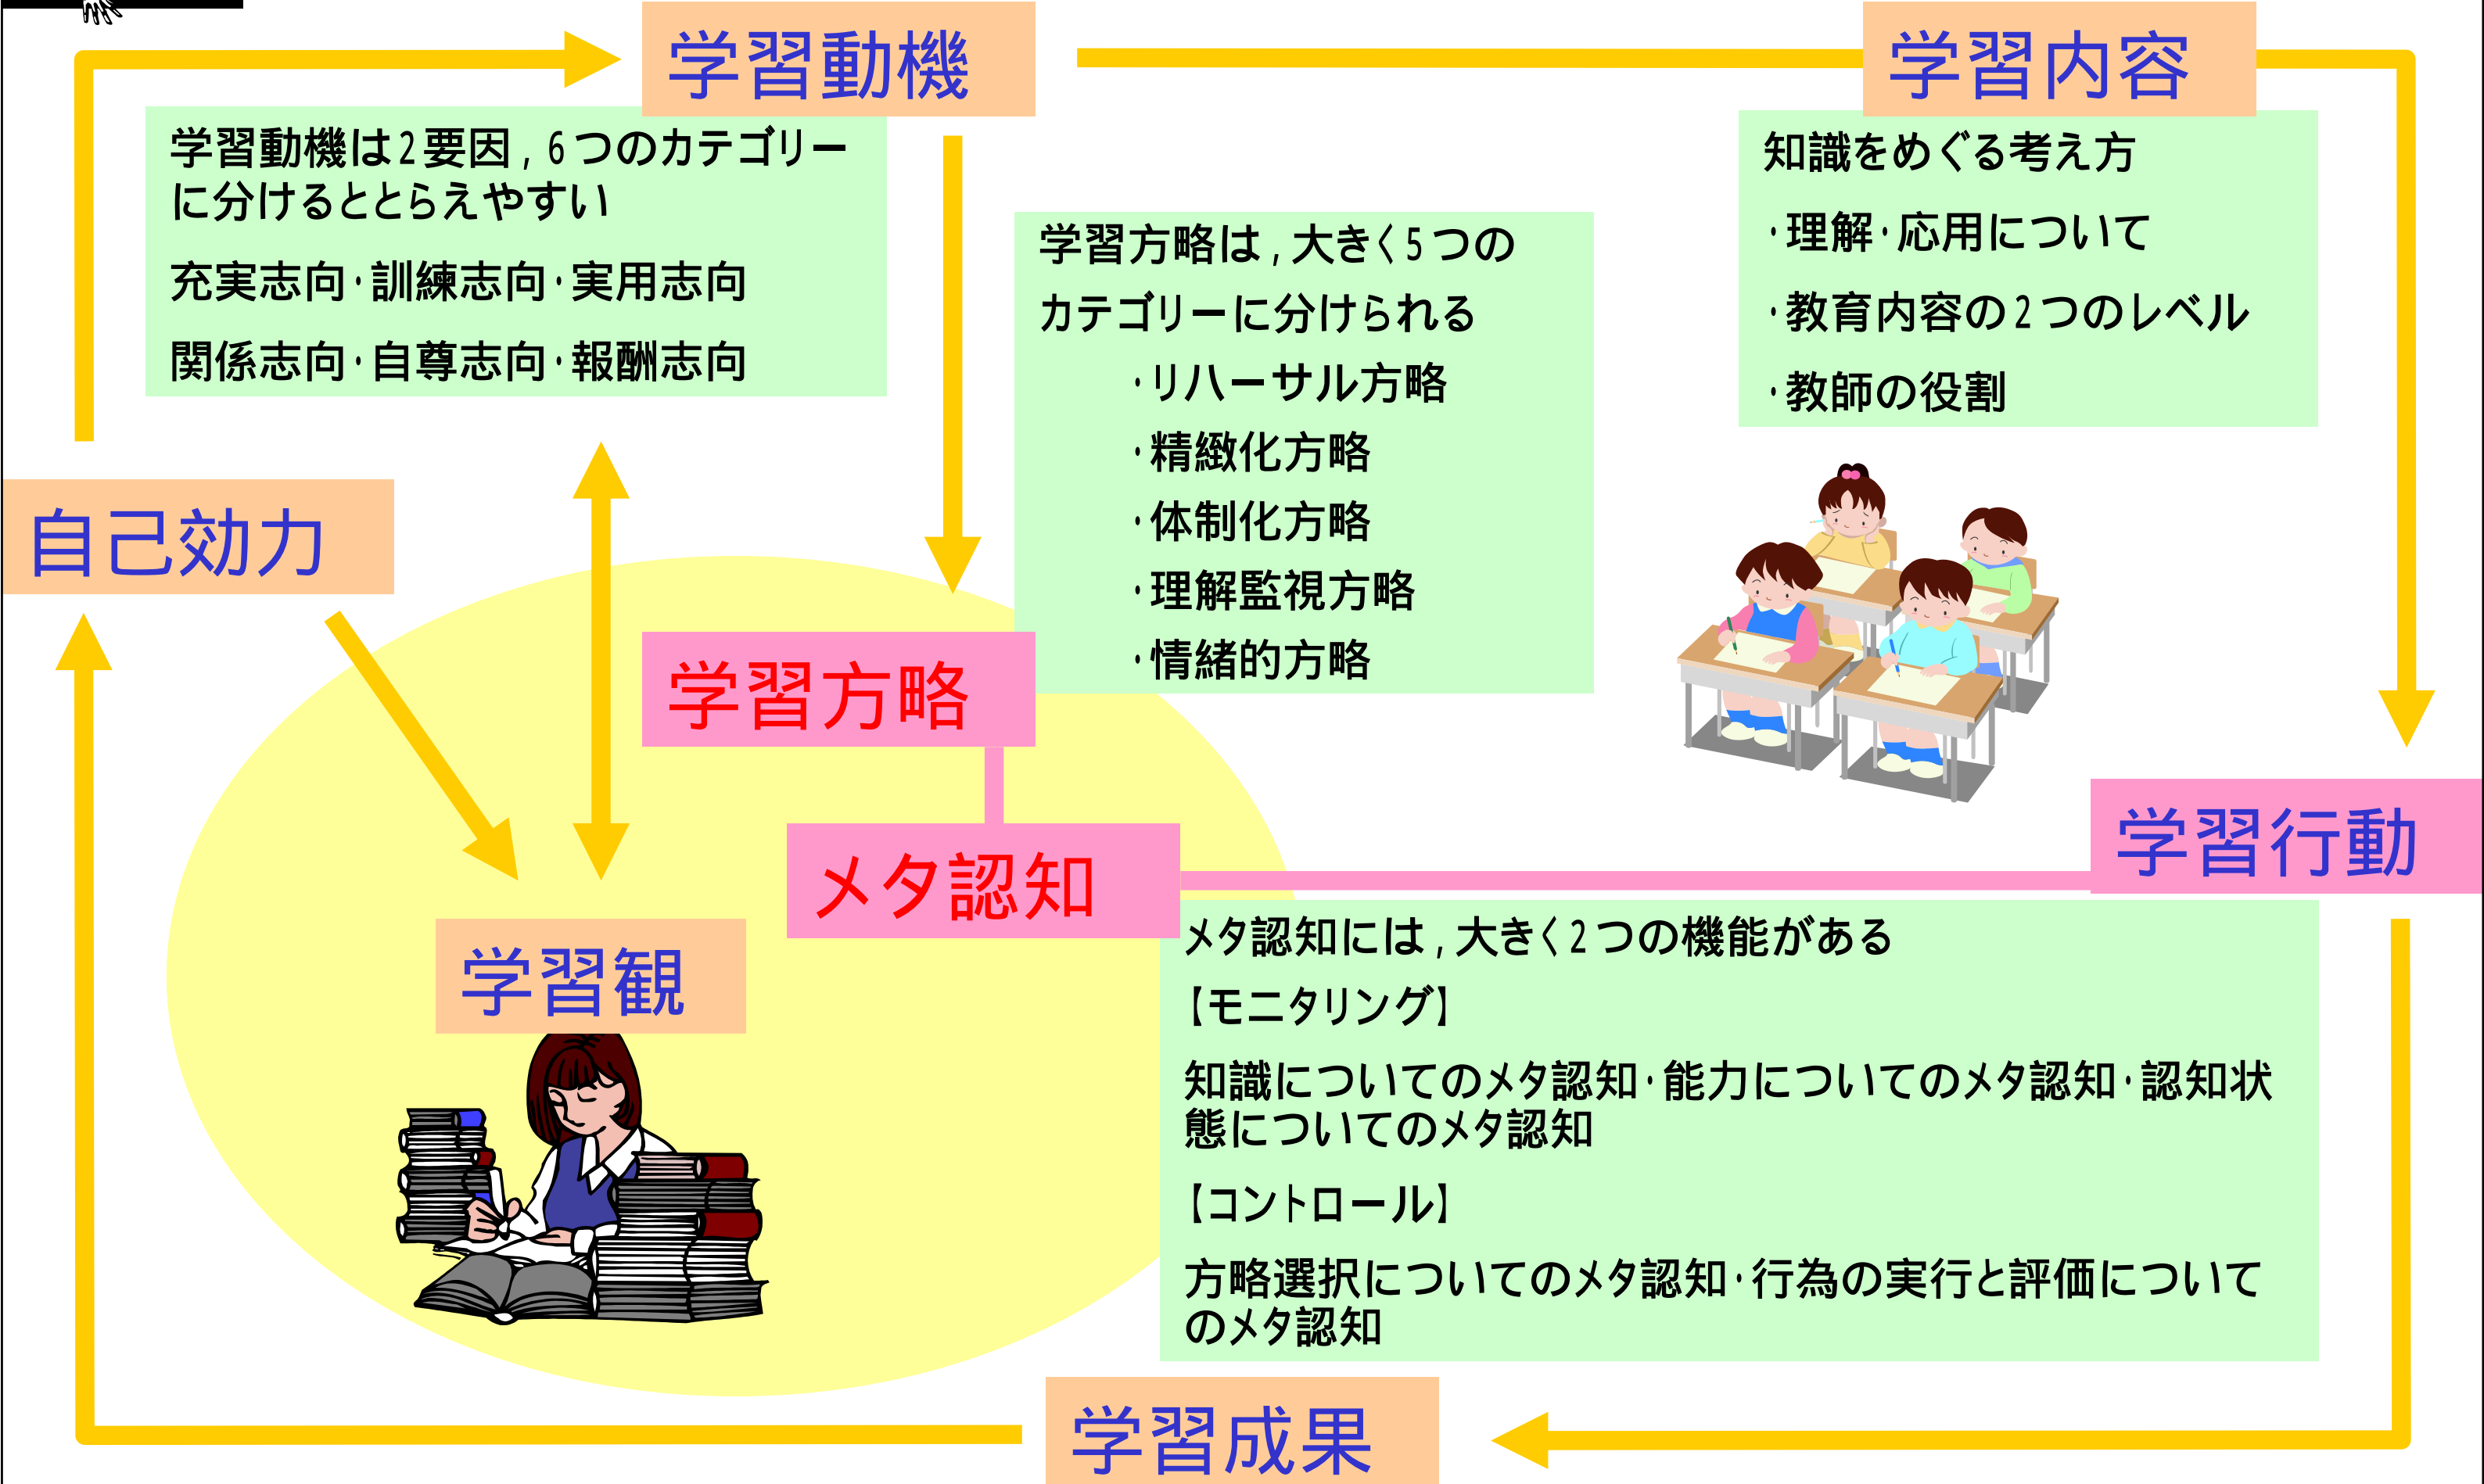 学習動機
学習内容
学習動機は2要因,6つのカテゴリー
に分けるととらえやすい
充実志向・訓練志向・実用志向
関係志向・自尊志向・報酬志向
知識をめぐる考え方
・理解・応用について
・教育内容の2つのレベル
・教師の役割
学習方略は,大きく5つの
カテゴリーに分けられる
・リハーサル方略
・精緻化方略
・体制化方略
・理解監視方略
・情緒的方略
自己効力
学習方略
メタ認知
学習行動
学習観
メタ認知には,大きく2つの機能がある
【モニタリング】
知識についてのメタ認知・能力についてのメタ認知・認知状
態についてのメタ認知
【コントロール】
方略選択についてのメタ認知・行為の実行と評価について
のメタ認知
学習成果